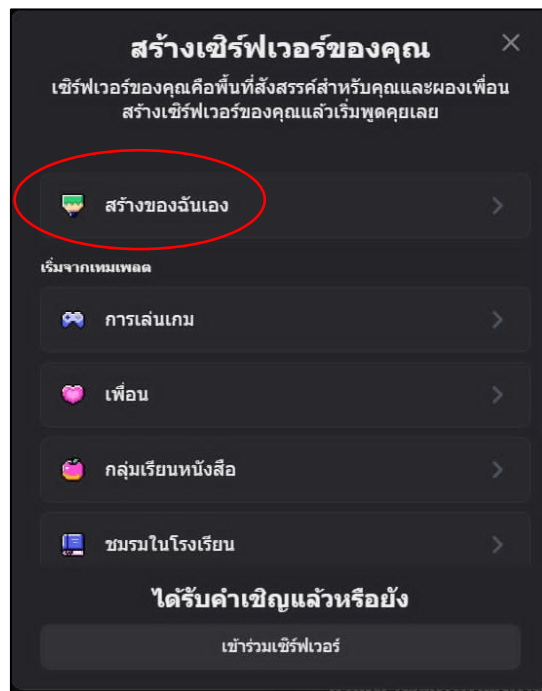 สร้างเซิร์ฟเวอร์ของคุณ
เซิร์ฟเวอร์ของคุณคือพื้นที่สังสรรค์สำหรับคุณและผองเพื่อน
สร้างเซิร์ฟเวอร์ของคุณแล้วเริ่มพูดคุยเลย
สร้างของฉันเอง
เริ่มจากเทมเพลต
การเล่นเกม
เพื่อน
กลุ่มเรียนหนังสือ
ชมรมในโรงเรียน
ได้รับคำเชิญแล้วหรือยัง
เข้าร่วมเซิร์ฟเวอร์